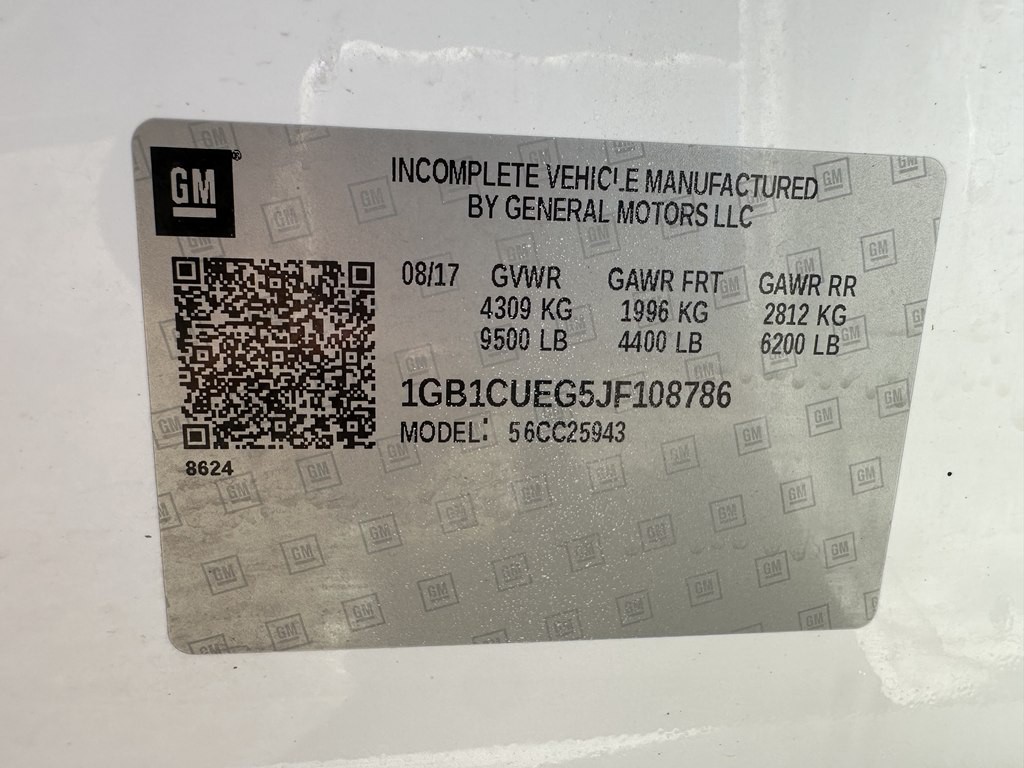 GM®
INCOMPLETE VEHICLE MANUFACTURED
BY GENERAL MOTORS LLC
08/17 GVWR GAWR FRT GAWR RR
4309 KG 1996 KG 2812 KG
9500 LB 4400 LB 6200 LB
1GB1CUEG5JF108786
MODEL: 56CC25943
8624